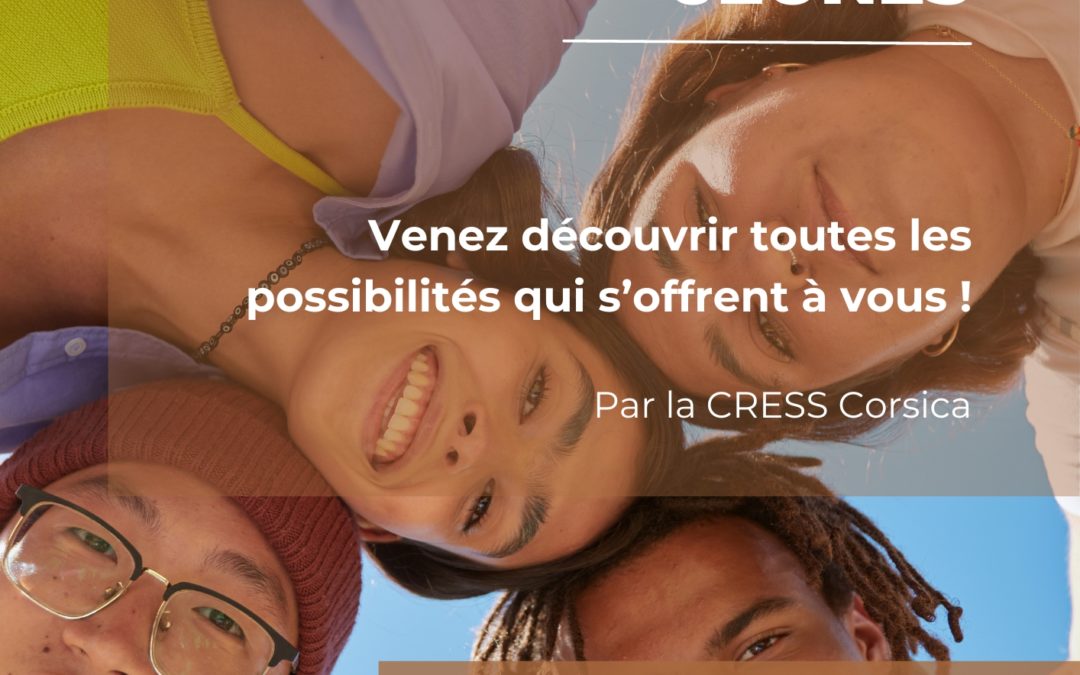 Venez découvrir toutes les
possibilités qui s’offrent à vous !
Par la CRESS Corsica